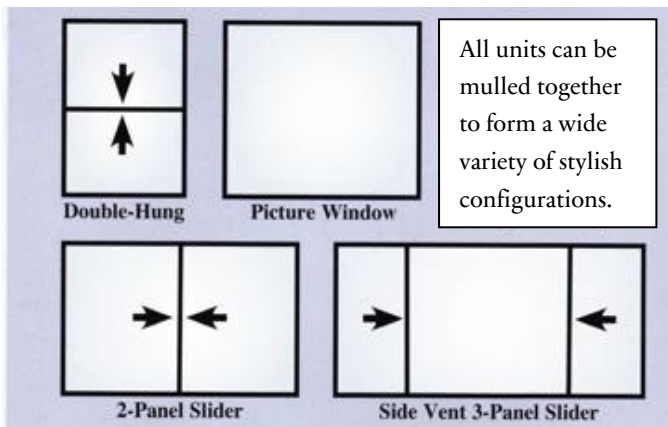 All units can be
mulled together
to form a wide
variety of stylish
configurations.
Double-Hung
Picture Window
2-Panel Slider
Side Vent 3-Panel Slider